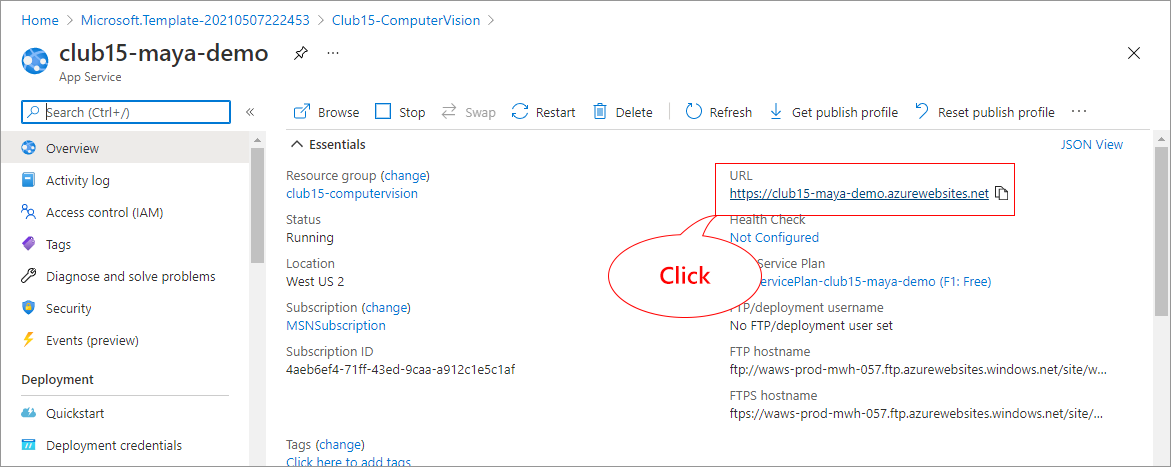 Home > Microsoft.Template-20210507222453 > Club15-ComputerVision >
club15-maya-demo
App Service
Search (Ctrl+/)
Overview
Activity log
Access control (IAM)
Tags
Diagnose and solve problems
Security
Events (preview)
Deployment
Quickstart
Deployment credentials
Browse Stop Swap Restart Delete Refresh Get publish profile Reset publish profile
Essentials
JSON View
Resource group (change)
club15-computervision
Status
Running
Location
West US 2
Subscription (change)
MSNSubscription
Subscription ID
4aeb6ef4-71ff-43ed-9caa-a912c1e5c1af
Tags (change)
Click here to add tags
URL
https://club15-maya-demo.azurewebsites.net
Health Check
Not Configured
Service Plan
ervicePlan-club15-maya-demo (F1: Free)
FTP/deployment username
No FTP/deployment user set
FTP hostname
ftp://waws-prod-mwh-057.ftp.azurewebsites.windows.net/site/w...
FTPS hostname
ftps://waws-prod-mwh-057.ftp.azurewebsites.windows.net/site/...
Click